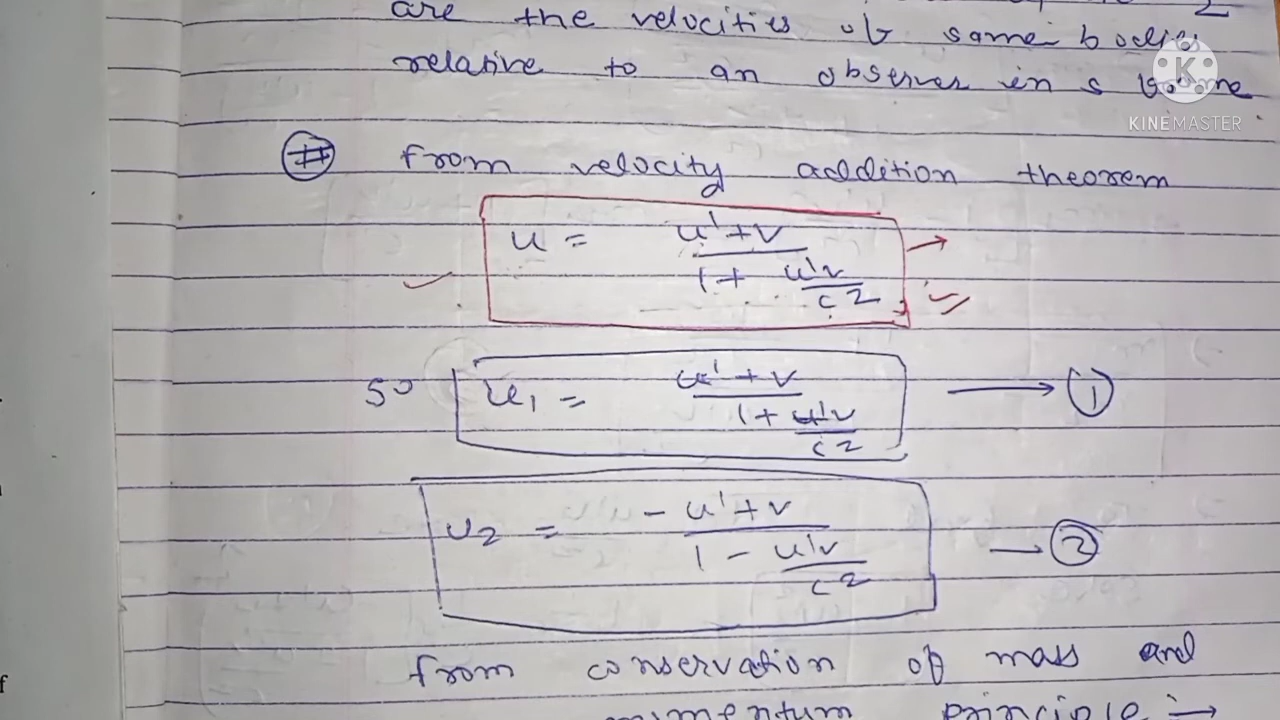 2
are the velocities of same bodies
relative to an observer in s frame
KINEMASTER
# from velocity addition theorem
u = u'+v / 1 + u'v/c2
so u1 = u'+v / 1 + u'v/c2 → 1
u2 = -u'+v / 1 - u'v/c2 → 2
from conservation of mass and
principle :→
f